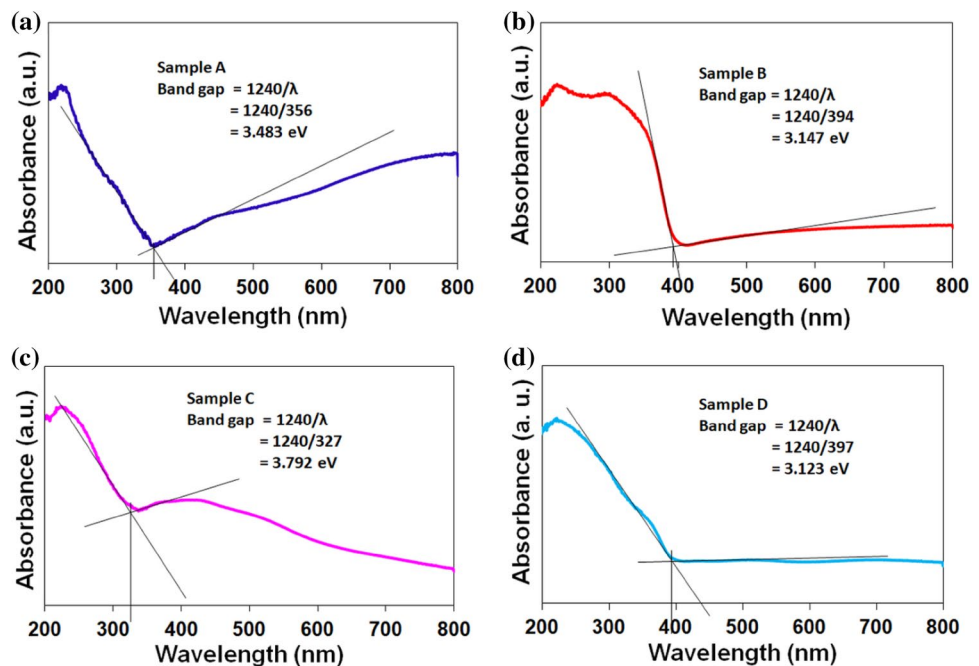 (a)
Absorbance (a.u.)
Sample A
Band gap = 1240/λ
= 1240/356
= 3.483 eV
200 300 400 500 600 700 800
Wavelength (nm)
(b)
Absorbance (a.u.)
Sample B
Band gap = 1240/λ
= 1240/394
= 3.147 eV
200 300 400 500 600 700 800
Wavelength (nm)
(c)
Absorbance (a.u.)
Sample C
Band gap = 1240/λ
= 1240/327
= 3.792 eV
200 300 400 500 600 700 800
Wavelength (nm)
(d)
Absorbance (a. u.)
Sample D
Band gap = 1240/λ
= 1240/397
= 3.123 eV
200 300 400 500 600 700 800
Wavelength (nm)